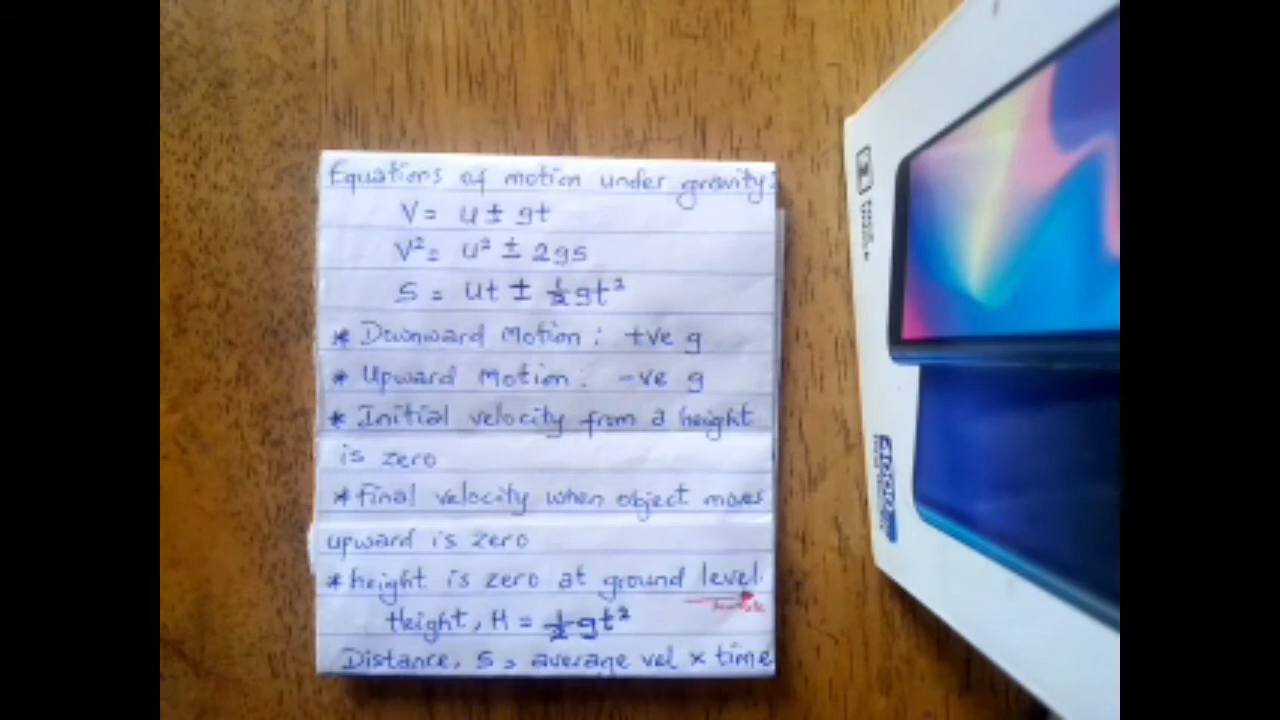 Equations of motion under gravity:
V = u ± gt
V² = u² ± 2gs
S = ut ± ½gt²
* Downward Motion : +ve g
* Upward Motion : -ve g
* Initial velocity from a height
is zero
* final velocity when object moves
upward is zero
* height is zero at ground level.
Height, H = ½gt²
Distance, S = average vel x time